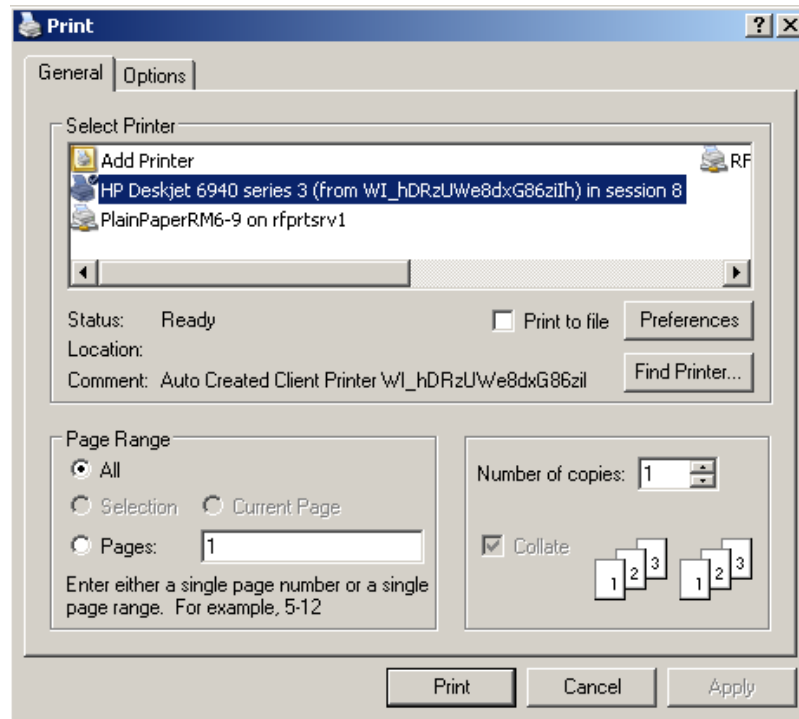 Print
General
Options
Select Printer
Add Printer
RF
HP Deskjet 6940 series 3 (from WI_hDRzUWe8dxG86ziIh) in session 8
PlainPaperRM6-9 on rfprtsrv1
Status: Ready
Print to file
Preferences
Location:
Comment: Auto Created Client Printer WI_hDRzUWe8dxG86ziI
Find Printer...
Page Range
All
Selection
Current Page
Pages: 1
Enter either a single page number or a single
page range. For example, 5-12
Number of copies: 1
Collate
1 2 3 1 2 3
Print
Cancel
Apply